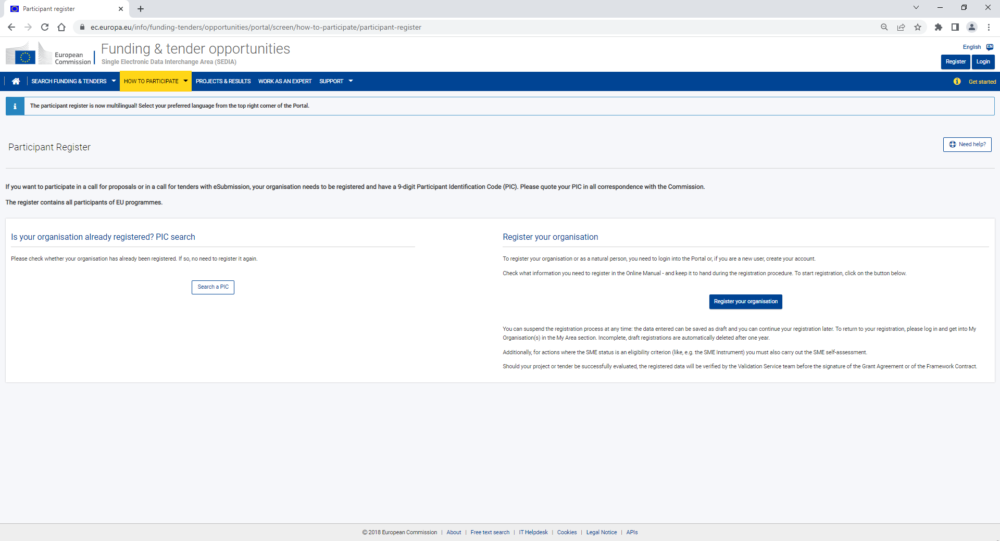 Participant register
ec.europa.eu/info/funding-tenders/opportunities/portal/screen/how-to-participate/participant-register
European
Commission
Funding & tender opportunities
Single Electronic Data Interchange Area (SEDIA)
English EN
Register Login
SEARCH FUNDING & TENDERS HOW TO PARTICIPATE PROJECTS & RESULTS WORK AS AN EXPERT SUPPORT Get started
The participant register is now multilingual! Select your preferred language from the top right corner of the Portal.
Participant Register
Need help?
If you want to participate in a call for proposals or in a call for tenders with eSubmission, your organisation needs to be registered and have a 9-digit Participant Identification Code (PIC). Please quote your PIC in all correspondence with the Commission.
The register contains all participants of EU programmes.
Is your organisation already registered? PIC search
Please check whether your organisation has already been registered. If so, no need to register it again.
Search a PIC
Register your organisation
To register your organisation or as a natural person, you need to login into the Portal or, if you are a new user, create your account.
Check what information you need to register in the Online Manual - and keep it to hand during the registration procedure. To start registration, click on the button below.
Register your organisation
You can suspend the registration process at any time: the data entered can be saved as draft and you can continue your registration later. To return to your registration, please log in and get into My
Organisation(s) in the My Area section. Incomplete, draft registrations are automatically deleted after one year.
Additionally, for actions where the SME status is an eligibility criterion (like, e.g. the SME Instrument) you must also carry out the SME self-assessment.
Should your project or tender be successfully evaluated, the registered data will be verified by the Validation Service team before the signature of the Grant Agreement or of the Framework Contract.
© 2018 European Commission | About | Free text search | IT Helpdesk | Cookies | Legal Notice | APIs